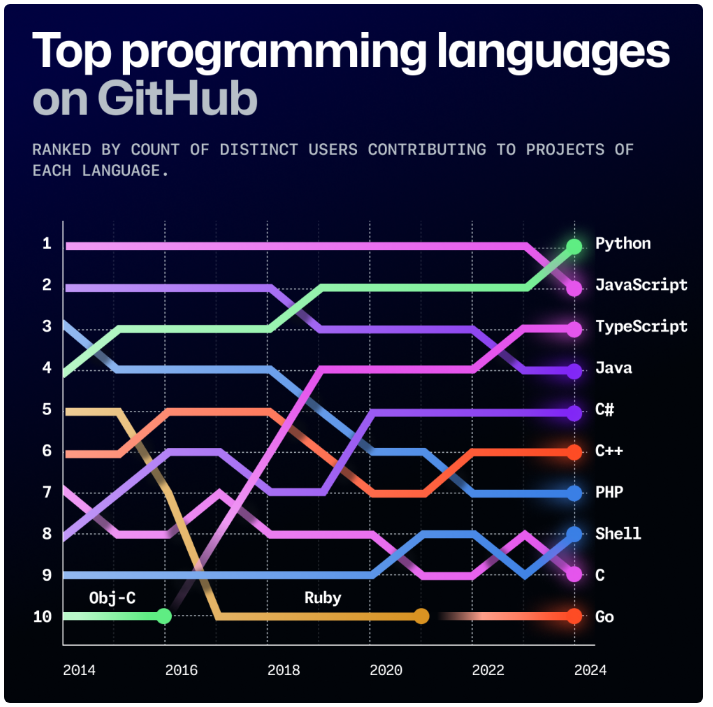 Top programming languages
on GitHub
RANKED BY COUNT OF DISTINCT USERS CONTRIBUTING TO PROJECTS OF
EACH LANGUAGE.
1 Python
2 JavaScript
3 TypeScript
4 Java
5 C#
6 C++
7 PHP
8 Shell
9 C
Obj-C Ruby
10 Go
2014 2016 2018 2020 2022 2024